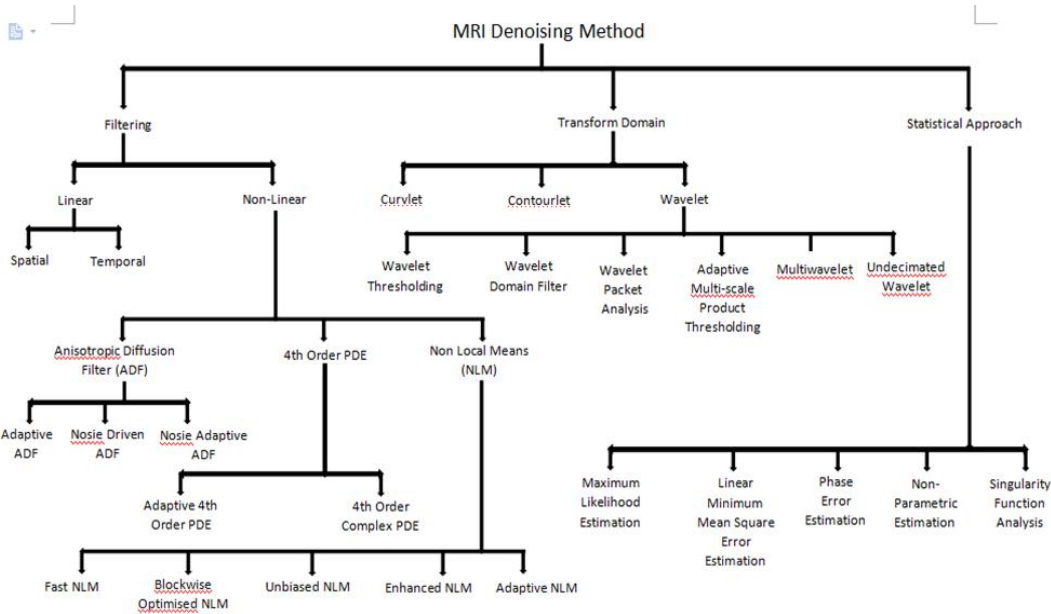 MRI Denoising Method
Filtering
Transform Domain
Statistical Approach
Linear
Non-Linear
Curvlet
Contourlet
Wavelet
Spatial
Temporal
Wavelet
Thresholding
Wavelet
Domain Filter
Wavelet
Packet
Analysis
Adaptive
Multi-scale
Product
Thresholding
Multiwavelet
Undecimated
Wavelet
Anisotropic Diffusion
Filter (ADF)
4th Order PDE
Non Local Means
(NLM)
Adaptive
ADF
Nosie Driven
ADF
Nosie Adaptive
ADF
Adaptive 4th
Order PDE
4th Order
Complex PDE
Maximum
Likelihood
Estimation
Linear
Minimum
Mean Square
Error
Estimation
Phase
Error
Estimation
Non-
Parametric
Estimation
Singularity
Function
Analysis
Fast NLM
Blockwise
Optimised NLM
Unbiased NLM
Enhanced NLM
Adaptive NLM